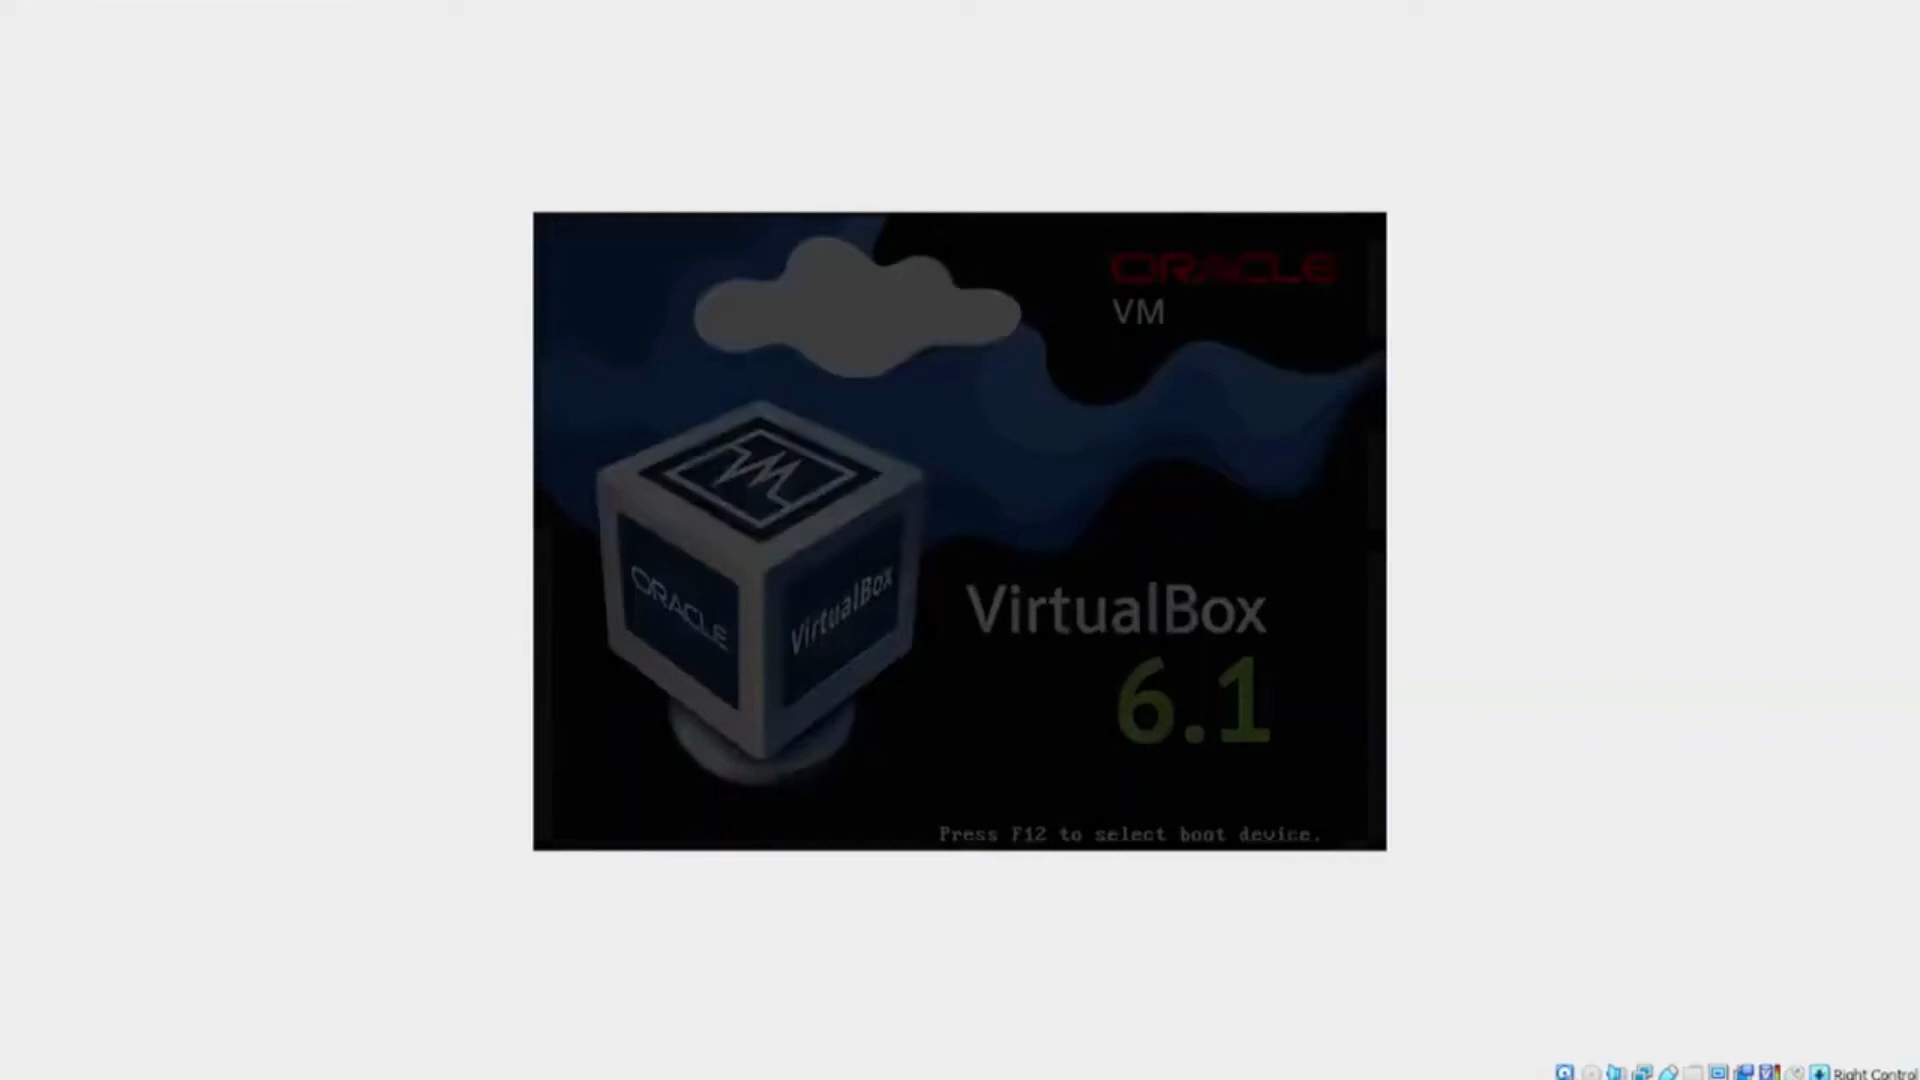 ORACLE
VM
ORACLE
VirtualBox
VirtualBox
6.1
Press F12 to select boot device.
Right Control